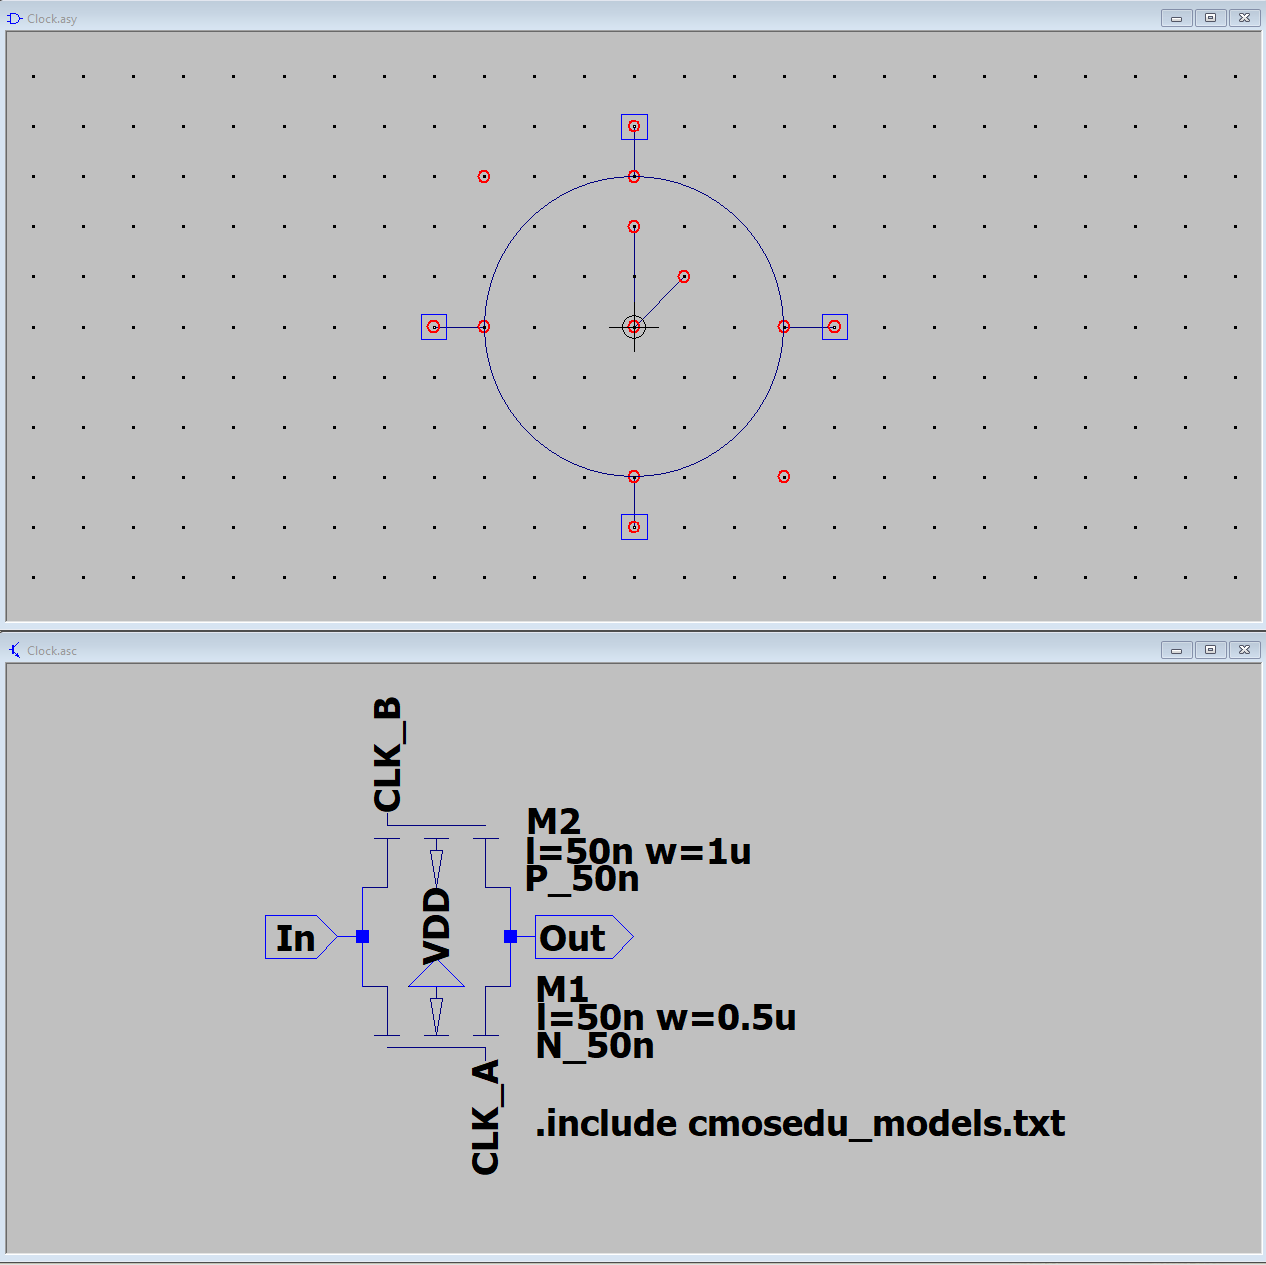 Clock.asy
Clock.asc
CLK_B
M2
l=50n w=1u
P_50n
VDD
In
Out
M1
l=50n w=0.5u
N_50n
CLK_A
.include cmosedu_models.txt